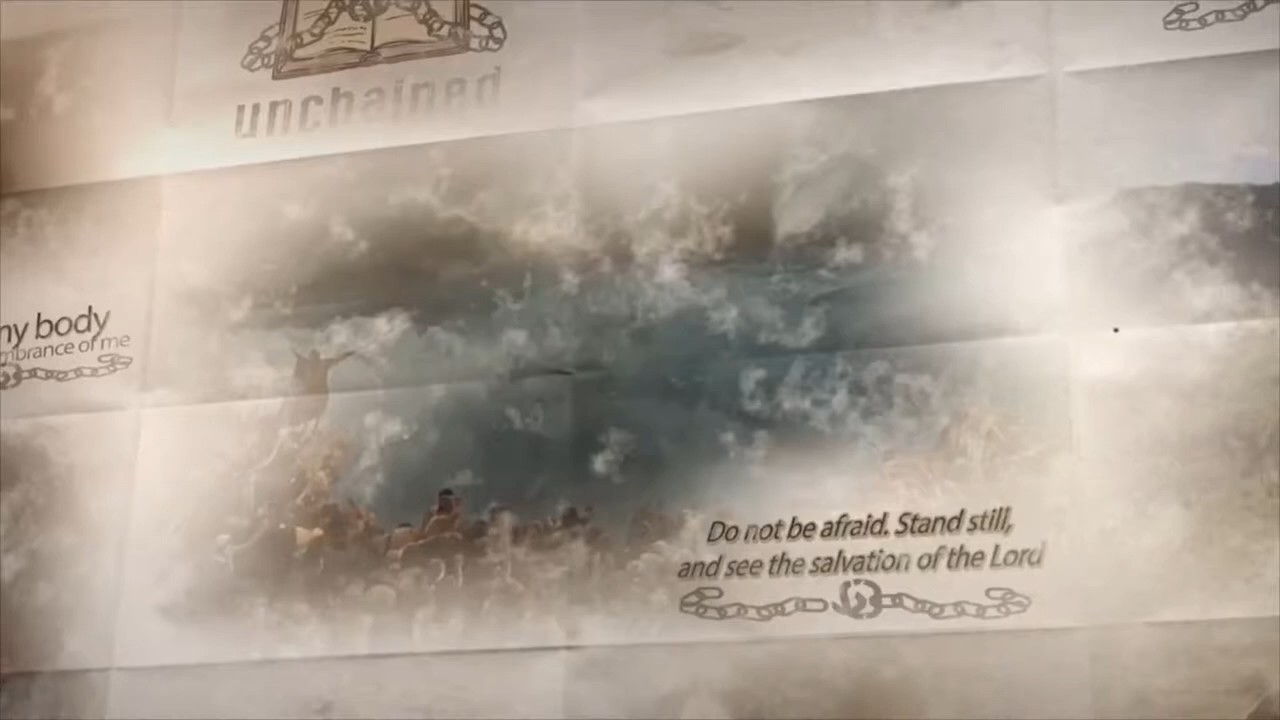 unchained
ny body
mbrance of me
Do not be afraid. Stand still,
and see the salvation of the Lord